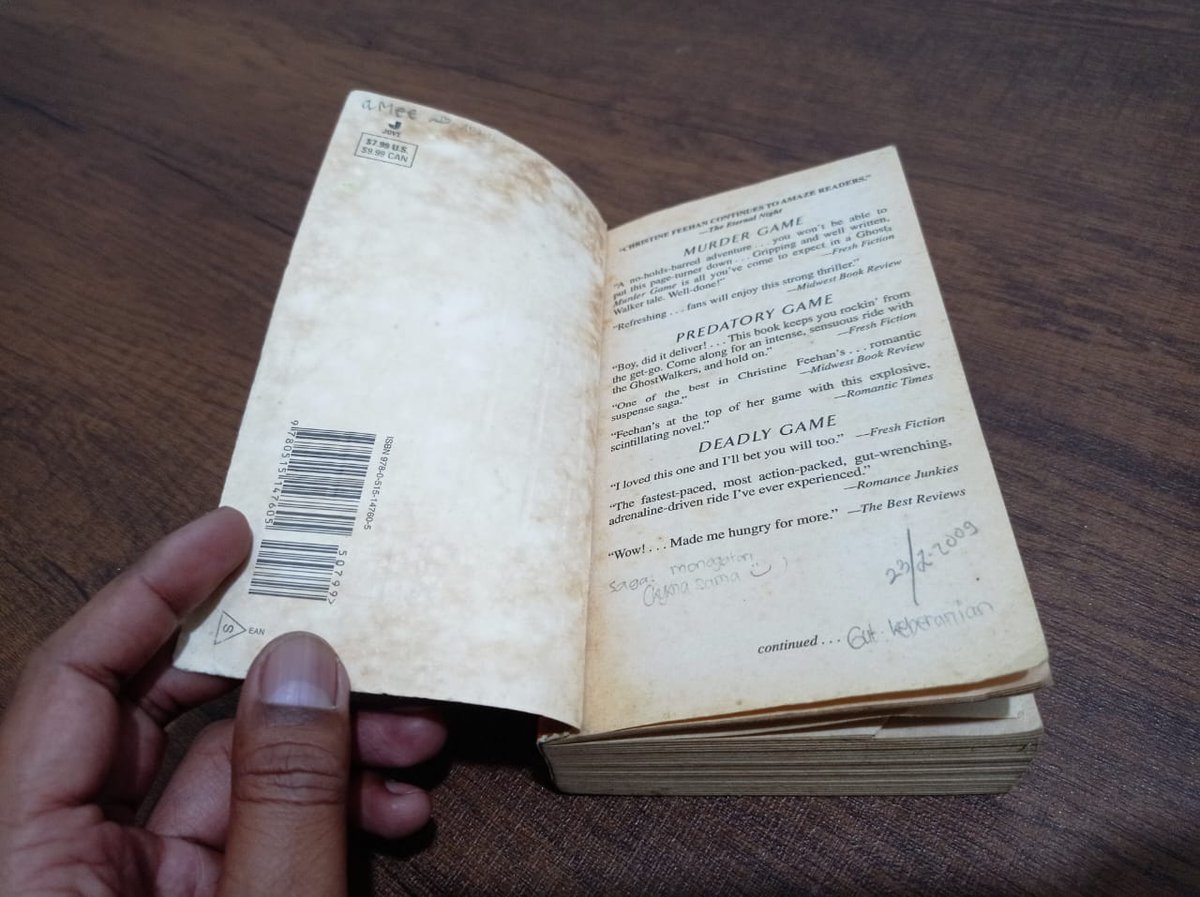 aMee
J
JOVE
$7.99 U.S.
$9.99 CAN
ISBN 978-0-515-14760-5
9 780515 147605
50799>
S EAN
"CHRISTINE FEEHAN CONTINUES TO AMAZE READERS."
—The Eternal Night
MURDER GAME
"A no-holds-barred adventure . . . you won't be able to
put this page-turner down . . . Gripping and well written,
Murder Game is all you've come to expect in a Ghost-
Walker tale. Well-done!" —Fresh Fiction
"Refreshing . . . fans will enjoy this strong thriller."
—Midwest Book Review
PREDATORY GAME
"Boy, did it deliver! . . . This book keeps you rockin' from
the get-go. Come along for an intense, sensuous ride with
the GhostWalkers, and hold on." —Fresh Fiction
"One of the best in Christine Feehan's . . . romantic
suspense saga." —Midwest Book Review
"Feehan's at the top of her game with this explosive,
scintillating novel." —Romantic Times
DEADLY GAME
"I loved this one and I'll bet you will too." —Fresh Fiction
"The fastest-paced, most action-packed, gut-wrenching,
adrenaline-driven ride I've ever experienced."
—Romance Junkies
"Wow! . . . Made me hungry for more." —The Best Reviews
saga: monogatari
sama
23/2-2009
continued . . . Gut: keberanian